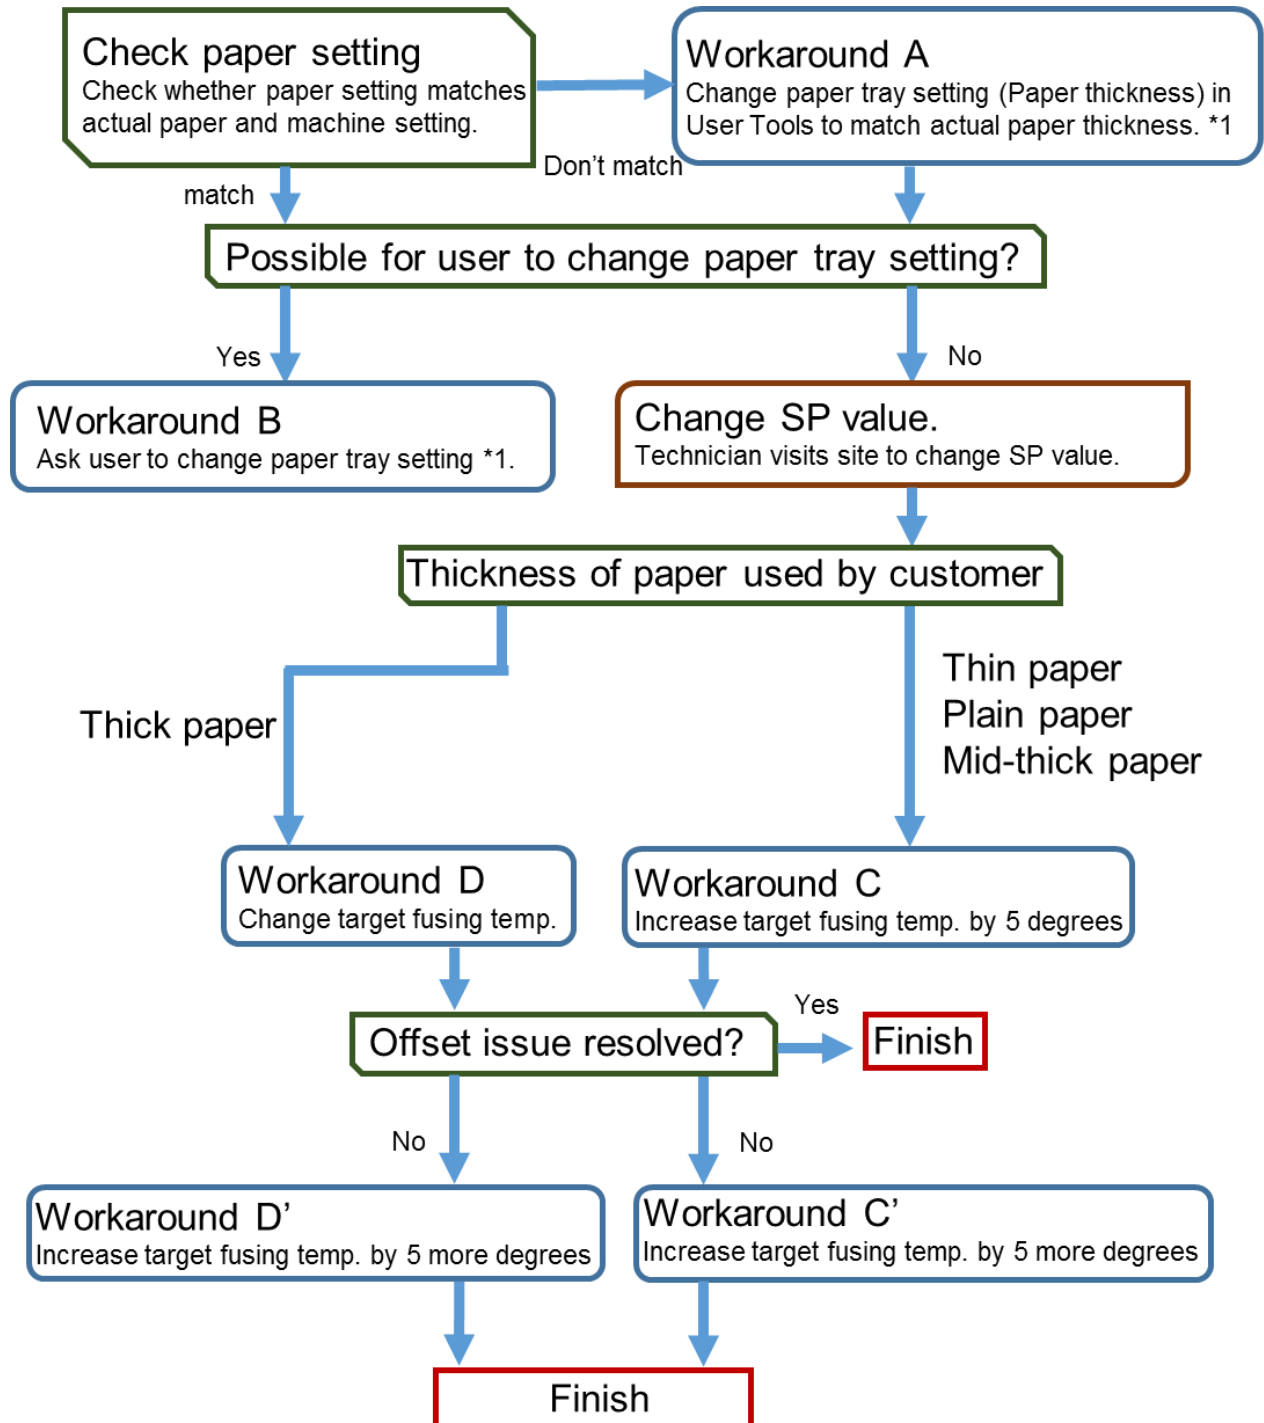 Check paper setting
Check whether paper setting matches
actual paper and machine setting.
Workaround A
Change paper tray setting (Paper thickness) in
User Tools to match actual paper thickness. *1
Don’t match
match
Possible for user to change paper tray setting?
Yes
No
Workaround B
Ask user to change paper tray setting *1.
Change SP value.
Technician visits site to change SP value.
Thickness of paper used by customer
Thick paper
Thin paper
Plain paper
Mid-thick paper
Workaround D
Change target fusing temp.
Workaround C
Increase target fusing temp. by 5 degrees
Offset issue resolved?
Yes
Finish
No
No
Workaround D’
Increase target fusing temp. by 5 more degrees
Workaround C’
Increase target fusing temp. by 5 more degrees
Finish